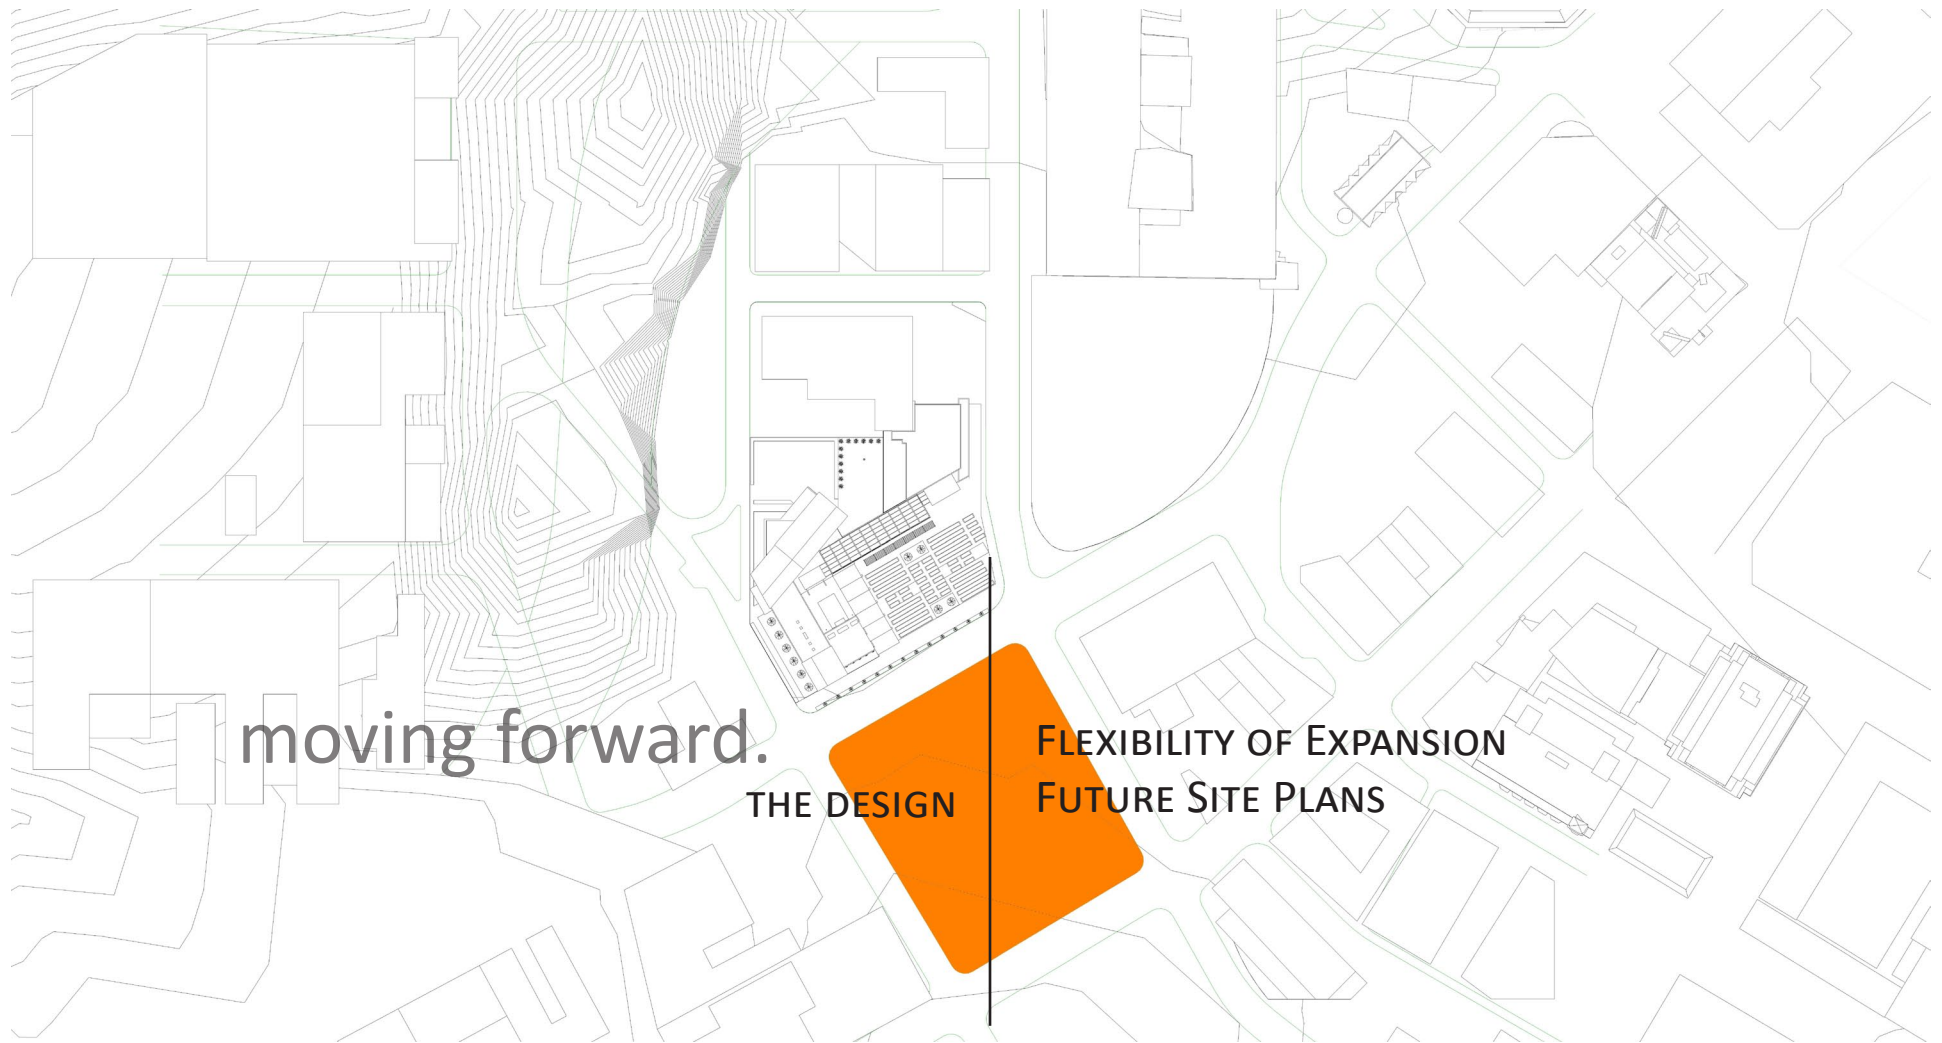 moving forward.
THE DESIGN
FLEXIBILITY OF EXPANSION
FUTURE SITE PLANS